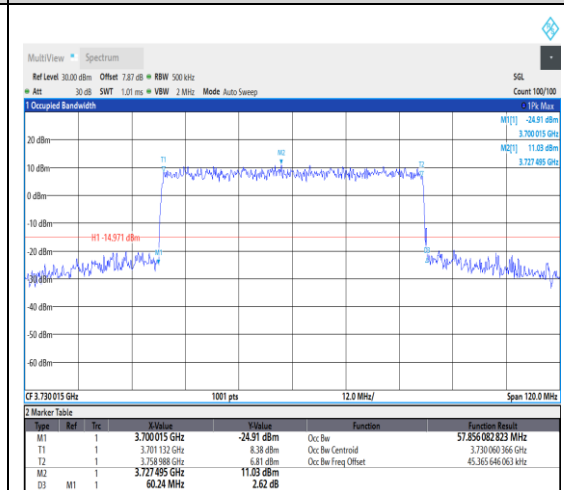 MultiView Spectrum
Ref Level 30.00 dBm Offset 7.87 dB RBW 500 kHz SGL
Att 30 dB SWT 1.01 ms VBW 2 MHz Mode Auto Sweep Count 100/100
1 Occupied Bandwidth 1Pk Max
M1[1] -24.91 dBm
3.700 015 GHz
M2[1] 11.03 dBm
3.727 495 GHz
20 dBm
T1 M2 T2
10 dBm
0 dBm
-10 dBm
H1 -14.971 dBm
-20 dBm
M1 D3
-30 dBm
-40 dBm
-50 dBm
-60 dBm
CF 3.730 015 GHz 1001 pts 12.0 MHz/ Span 120.0 MHz
2 Marker Table
Type Ref Trc X-Value Y-Value Function Function Result
M1 1 3.700 015 GHz -24.91 dBm Occ Bw 57.856 082 823 MHz
T1 1 3.701 132 GHz 8.38 dBm Occ Bw Centroid 3.730 060 366 GHz
T2 1 3.758 988 GHz 6.81 dBm Occ Bw Freq Offset 45.365 646 063 kHz
M2 1 3.727 495 GHz 11.03 dBm
D3 M1 1 60.24 MHz 2.62 dB